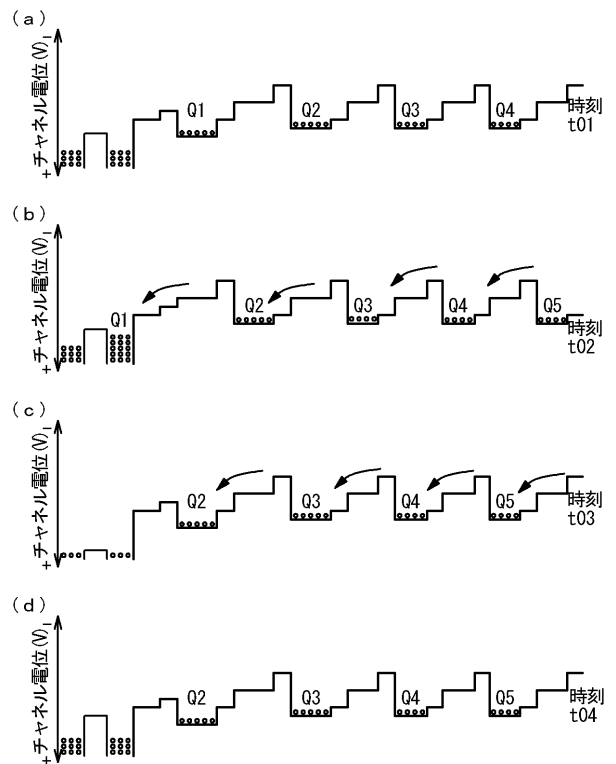 (a)
−
+チャネル電位(V)
Q1 Q2 Q3 Q4
時刻
t01
(b)
−
+チャネル電位(V)
Q1 Q2 Q3 Q4 Q5
時刻
t02
(c)
−
+チャネル電位(V)
Q2 Q3 Q4 Q5
時刻
t03
(d)
−
+チャネル電位(V)
Q2 Q3 Q4 Q5
時刻
t04